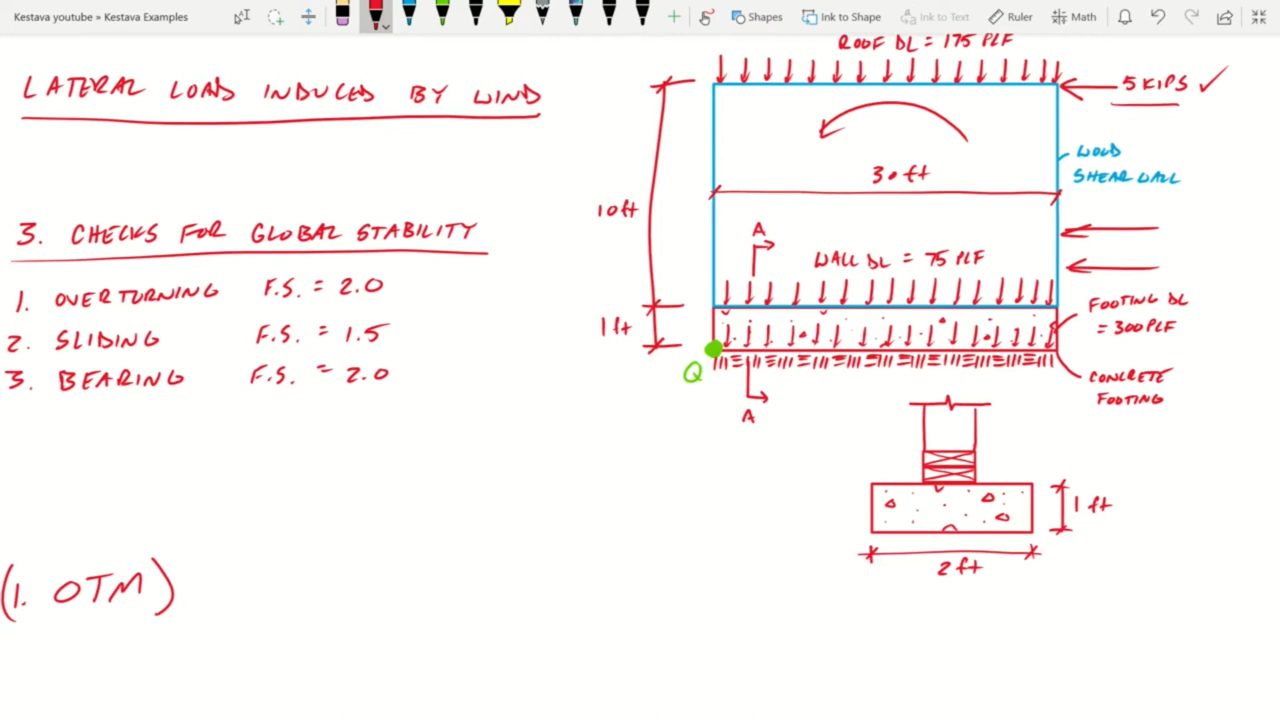 Kestava youtube » Kestava Examples
Shapes
Ink to Shape
Ink to Text
Ruler
Math
LATERAL LOAD INDUCED BY WIND
3. CHECKS FOR GLOBAL STABILITY
1. OVERTURNING F.S. = 2.0
2. SLIDING F.S. = 1.5
3. BEARING F.S. = 2.0
(1. OTM)
ROOF DL = 175 PLF
5 KIPS ✓
WOOD
SHEAR WALL
30 ft
10 ft
A
WALL DL = 75 PLF
1 ft
FOOTING DL
= 300 PLF
Q
A
CONCRETE
FOOTING
1 ft
2 ft